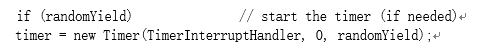 if (randomYield)                // start the timer (if needed)↵
timer = new Timer(TimerInterruptHandler, 0, randomYield);↵